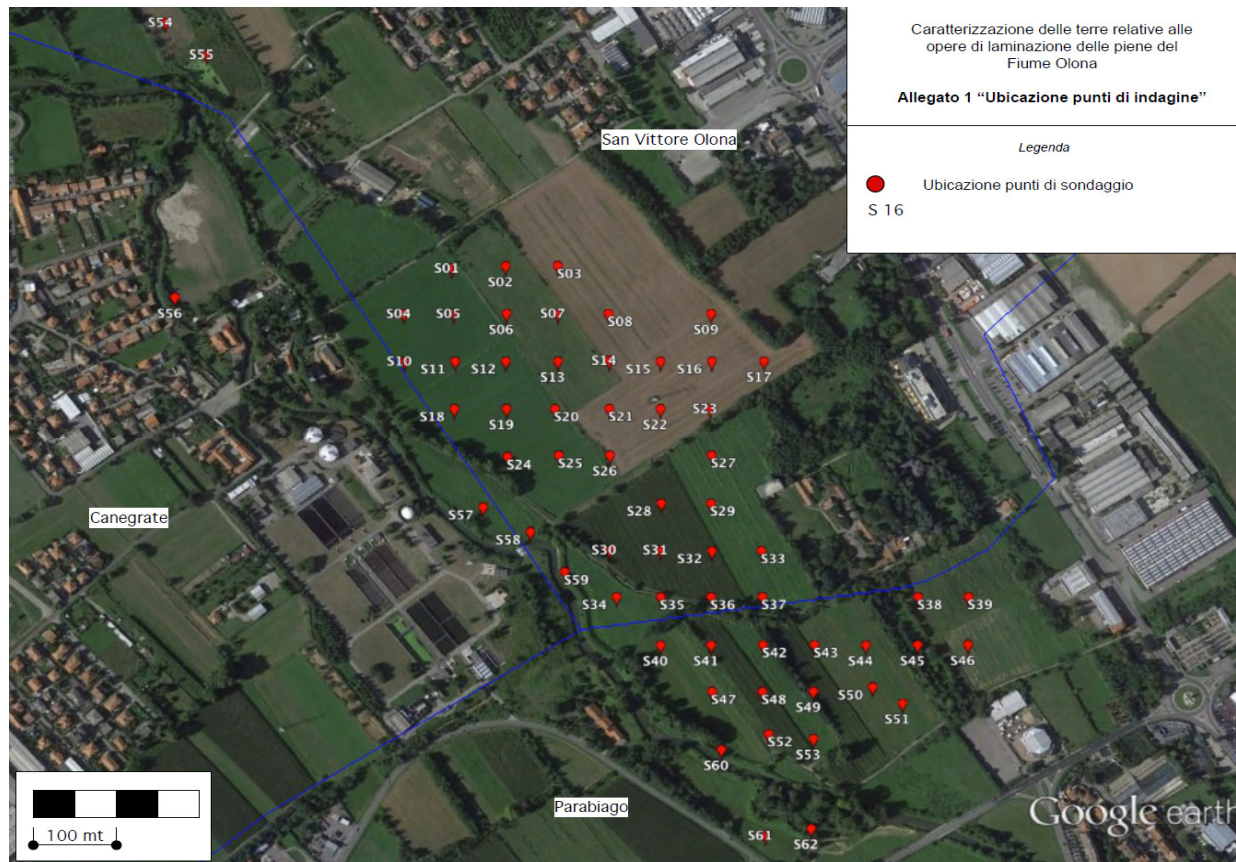 S54
S55
Caratterizzazione delle terre relative alle
opere di laminazione delle piene del
Fiume Olona
Allegato 1 “Ubicazione punti di indagine”
Legenda
Ubicazione punti di sondaggio
S 16
San Vittore Olona
S01
S02
S03
S56
S04
S05
S06
S07
S08
S09
S10
S11
S12
S13
S14
S15
S16
S17
S18
S19
S20
S21
S22
S23
S24
S25
S26
S27
Canegrate
S57
S28
S29
S58
S30
S31
S32
S33
S59
S34
S35
S36
S37
S38
S39
S40
S41
S42
S43
S44
S45
S46
S47
S48
S49
S50
S51
S52
S53
S60
Parabiago
S61
S62
100 mt
Google earth